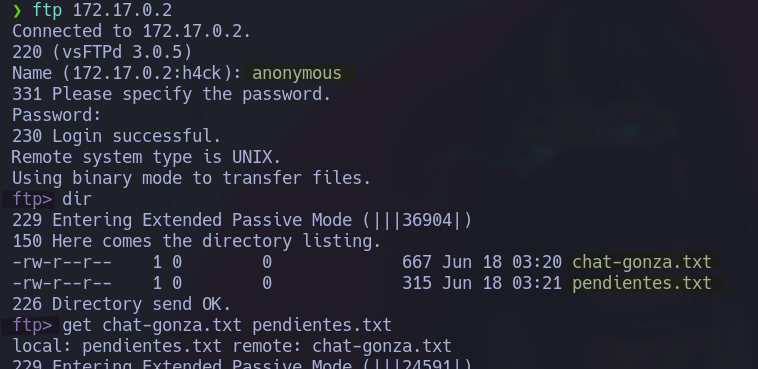 ❯ ftp 172.17.0.2
Connected to 172.17.0.2.
220 (vsFTPd 3.0.5)
Name (172.17.0.2:h4ck): anonymous
331 Please specify the password.
Password:
230 Login successful.
Remote system type is UNIX.
Using binary mode to transfer files.
ftp> dir
229 Entering Extended Passive Mode (|||36904|)
150 Here comes the directory listing.
-rw-r--r--    1 0        0             667 Jun 18 03:20 chat-gonza.txt
-rw-r--r--    1 0        0             315 Jun 18 03:21 pendientes.txt
226 Directory send OK.
ftp> get chat-gonza.txt pendientes.txt
local: pendientes.txt remote: chat-gonza.txt
229 Entering Extended Passive Mode (|||24591|)